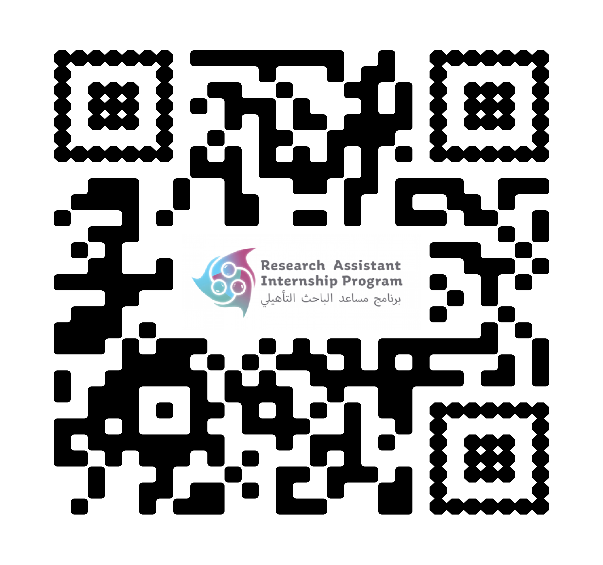 Research Assistant
Internship Program
برنامج مساعد الباحث التأهيلي